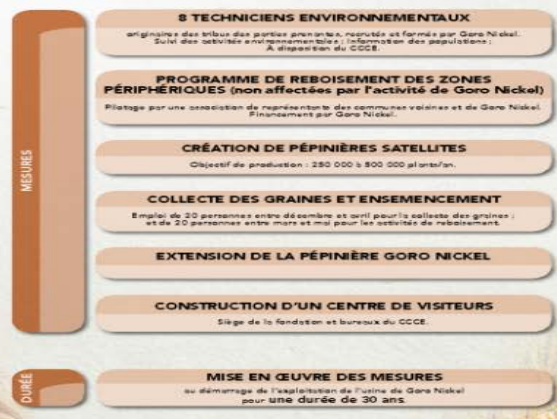 MESURES
8 TECHNICIENS ENVIRONNEMENTAUX
originaires des tribus des parties prenantes, recrutés et formés par Goro Nickel.
Suivi des activités environnementales ; Information des populations ;
À disposition du CCCE.
PROGRAMME DE REBOISEMENT DES ZONES
PÉRIPHÉRIQUES (non affectées par l'activité de Goro Nickel)
Pilotage par une association de représentants des communes voisines et de Goro Nickel.
Financement par Goro Nickel.
CRÉATION DE PÉPINIÈRES SATELLITES
Objectif de production : 250 000 à 500 000 plants/an.
COLLECTE DES GRAINES ET ENSEMENCEMENT
Emploi de 20 personnes entre décembre et avril pour la collecte des graines ;
et de 20 personnes entre mars et mai pour les activités de reboisement.
EXTENSION DE LA PÉPINIÈRE GORO NICKEL
CONSTRUCTION D'UN CENTRE DE VISITEURS
Siège de la fondation et bureaux du CCCE.
DURÉE
MISE EN ŒUVRE DES MESURES
au démarrage de l'exploitation de l'usine de Goro Nickel
pour une durée de 30 ans.